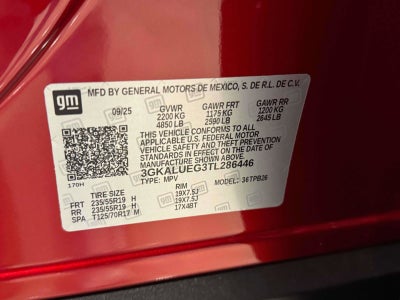 gm
MFD BY GENERAL MOTORS DE MEXICO, S. DE R.L. DE C.V.
09/25 GVWR GAWR FRT GAWR RR
2200 KG 1175 KG 1200 KG
4850 LB 2590 LB 2645 LB
THIS VEHICLE CONFORMS TO ALL
APPLICABLE U.S. FEDERAL MOTOR
VEHICLE SAFETY AND THEFT PREVENTION
STANDARDS IN EFFECT ON THE DATE OF
MANUFACTURE SHOWN ABOVE.
3GKALUEG3TL286446
170H TYPE: MPV MODEL: 367PB26
TIRE SIZE RIM
FRT 235/55R19 H 19X7.5J
RR 235/55R19 H 19X7.5J
SPA T125/70R17 M 17X4BT